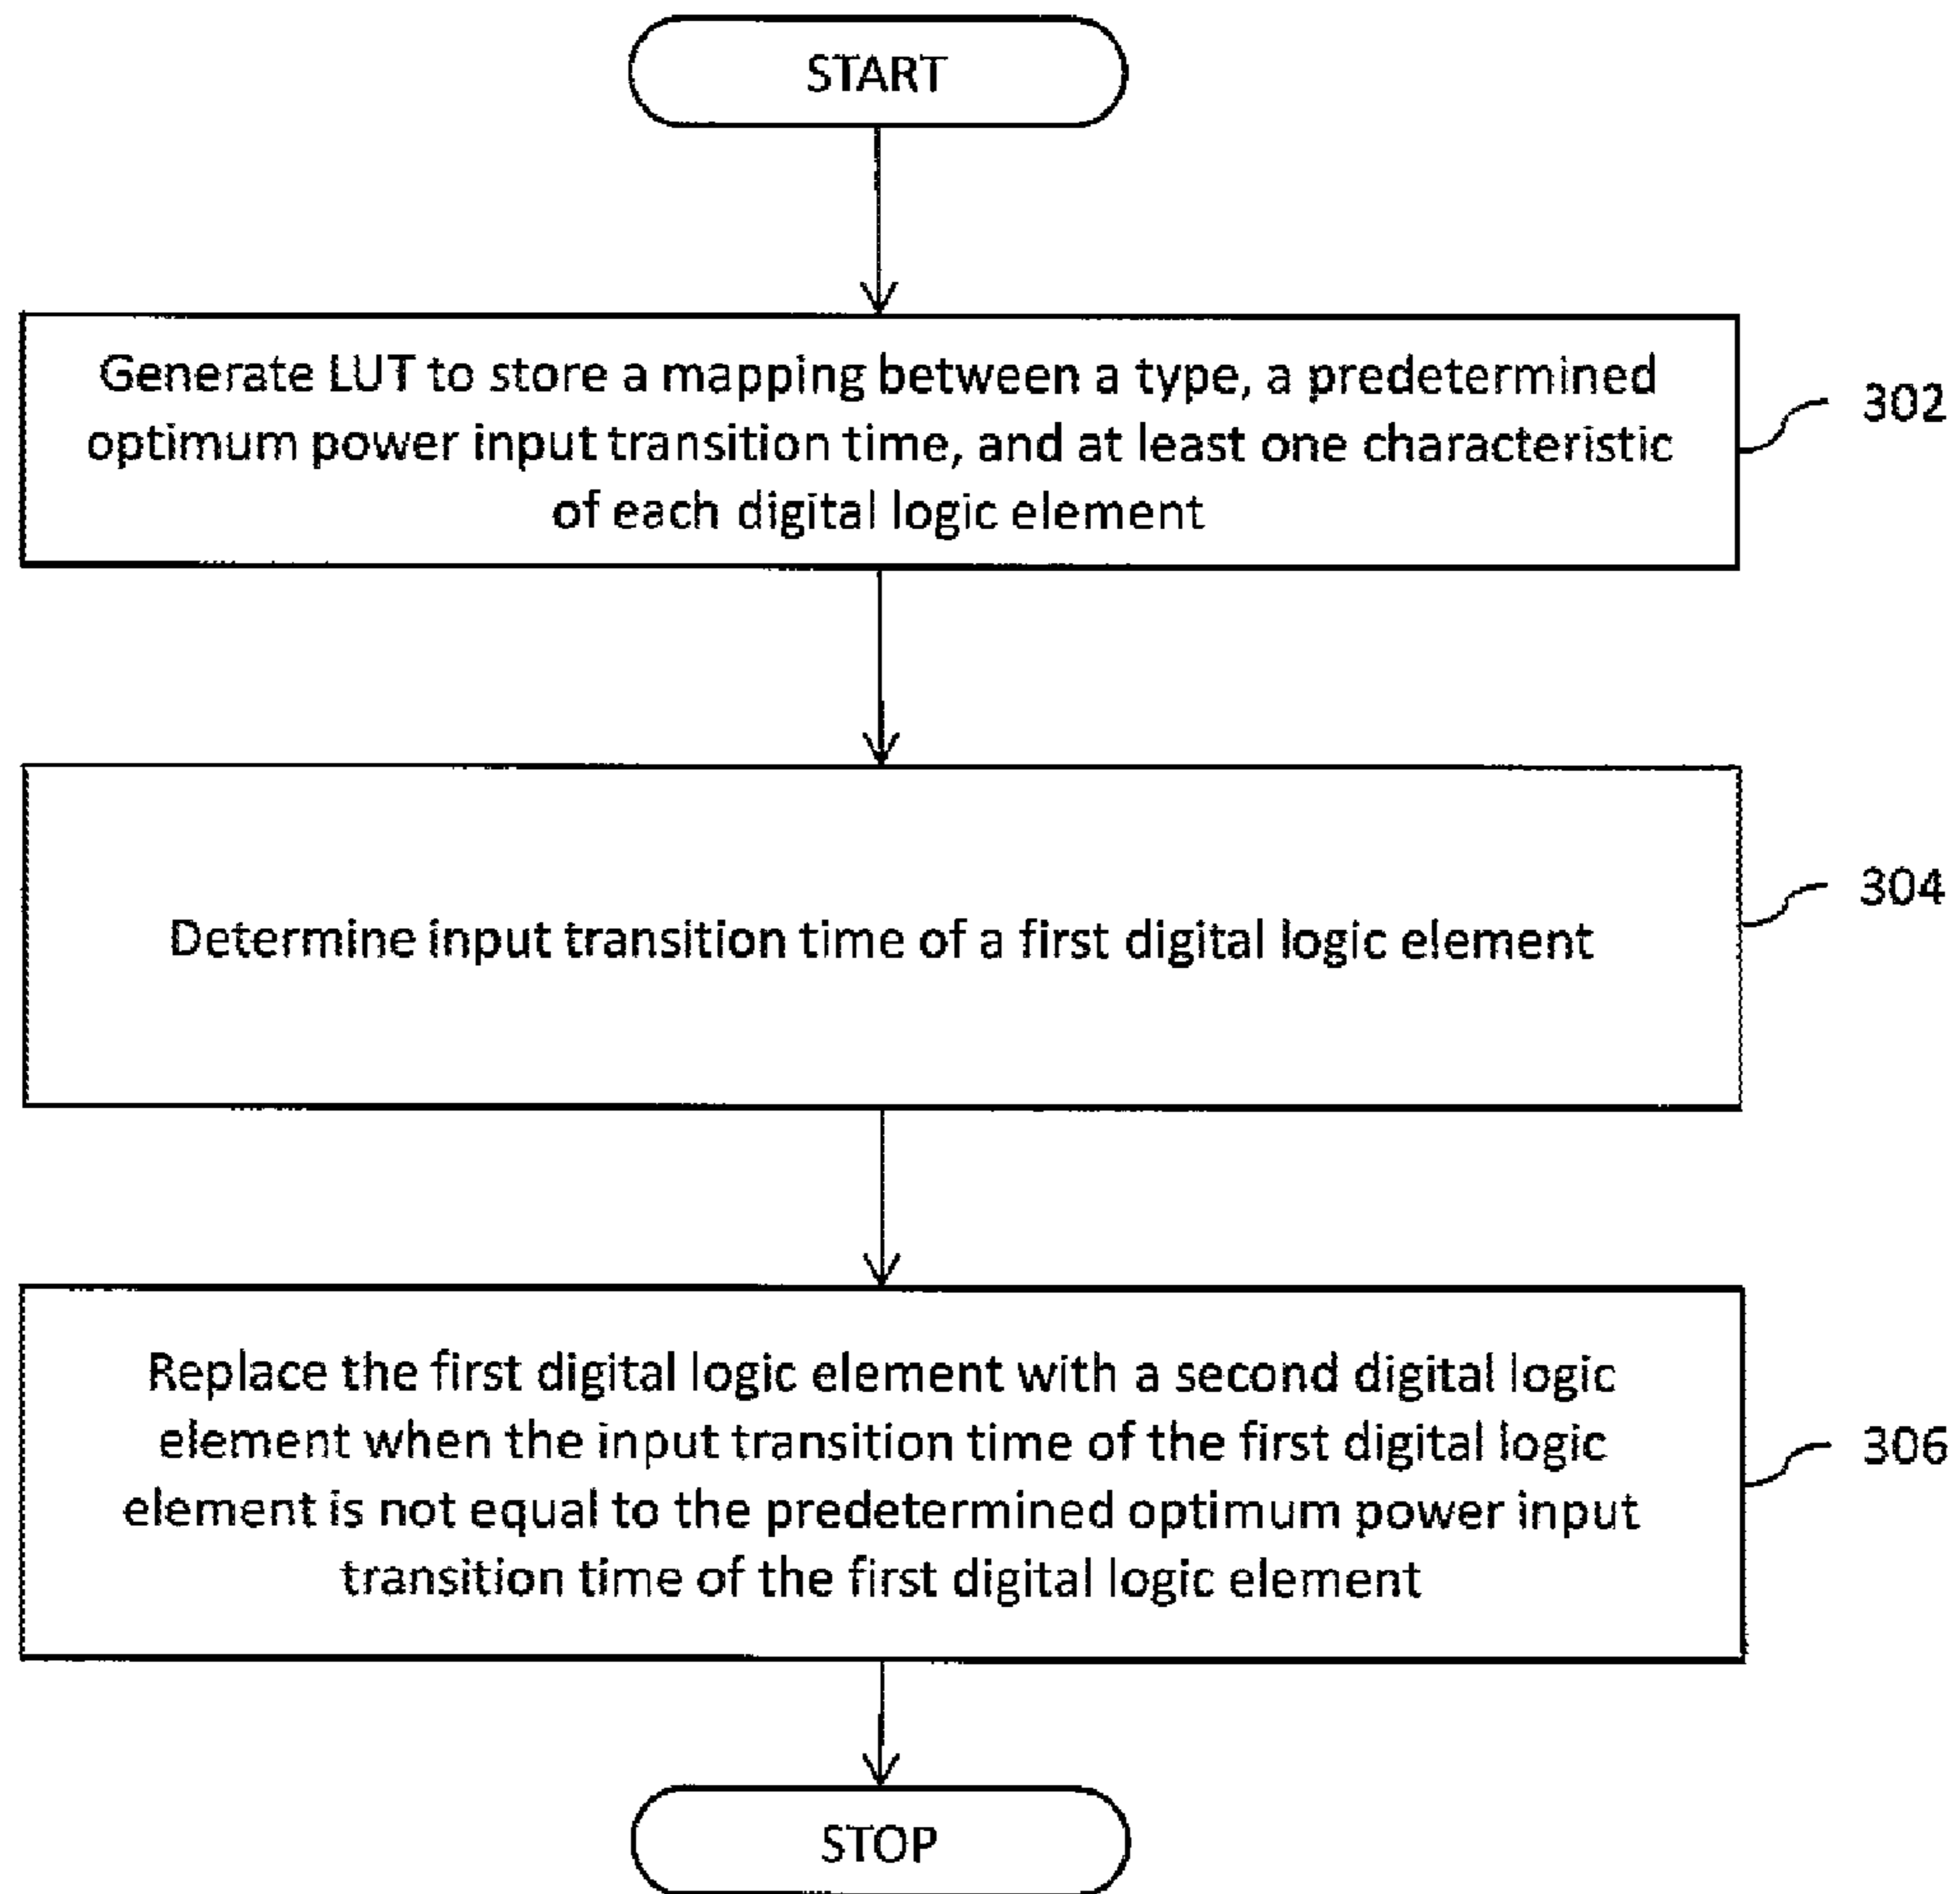 START
Generate LUT to store a mapping between a type, a predetermined
optimum power input transition time, and at least one characteristic
of each digital logic element
302
Determine input transition time of a first digital logic element
304
Replace the first digital logic element with a second digital logic
element when the input transition time of the first digital logic
element is not equal to the predetermined optimum power input
transition time of the first digital logic element
306
STOP